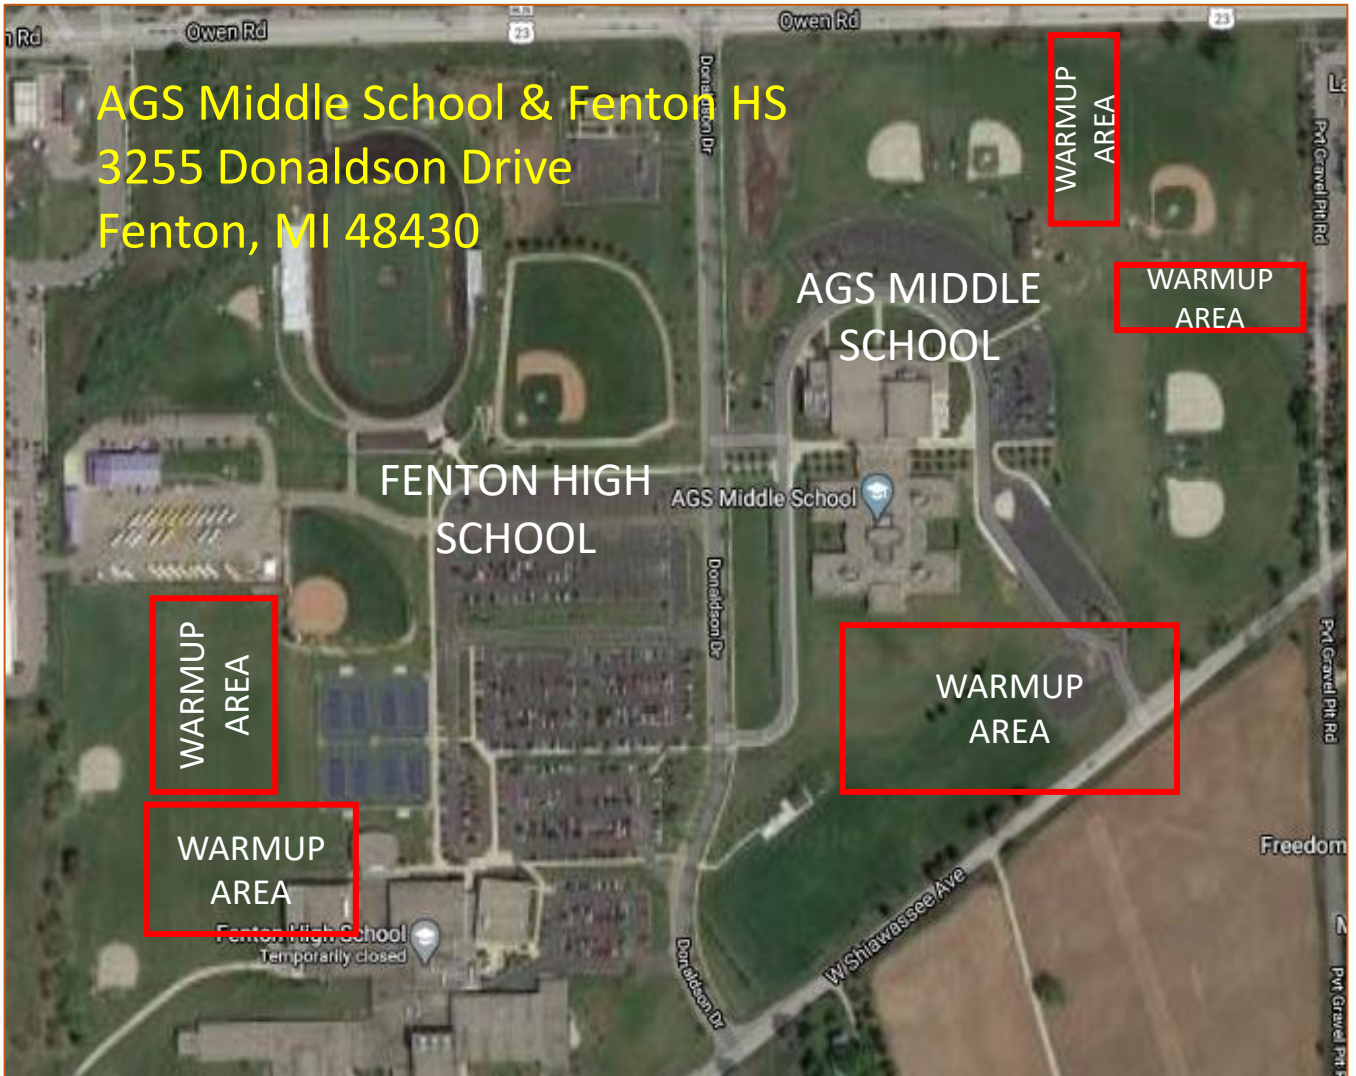 Owen Rd
23
Owen Rd
23
Rd
AGS Middle School & Fenton HS
3255 Donaldson Drive
Fenton, MI 48430
Donaldson Dr
WARMUP
AREA
Pvt Gravel Pit Rd
WARMUP
AREA
AGS MIDDLE
SCHOOL
FENTON HIGH
SCHOOL
AGS Middle School
Donaldson Dr
WARMUP
AREA
WARMUP
AREA
Pvt Gravel Pit Rd
WARMUP
AREA
Freedom
Fenton High School
Temporarily closed
W Shiawassee Ave
Donaldson Dr
Pvt Gravel Pit